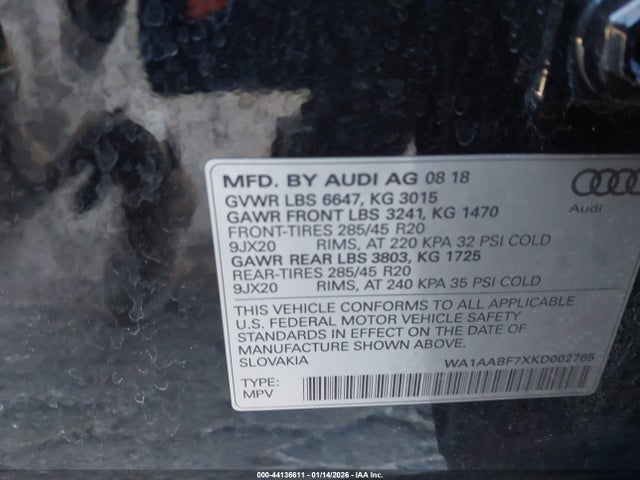 MFD. BY AUDI AG 08 18
GVWR LBS 6647, KG 3015
GAWR FRONT LBS 3241, KG 1470
FRONT-TIRES 285/45 R20
9JX20 RIMS, AT 220 KPA 32 PSI COLD
GAWR REAR LBS 3803, KG 1725
REAR-TIRES 285/45 R20
9JX20 RIMS, AT 240 KPA 35 PSI COLD
Audi
THIS VEHICLE CONFORMS TO ALL APPLICABLE
U.S. FEDERAL MOTOR VEHICLE SAFETY
STANDARDS IN EFFECT ON THE DATE OF
MANUFACTURE SHOWN ABOVE.
SLOVAKIA WA1AABF7XKD002765
TYPE:
MPV
000-44136611 - 01/14/2026 - IAA Inc.